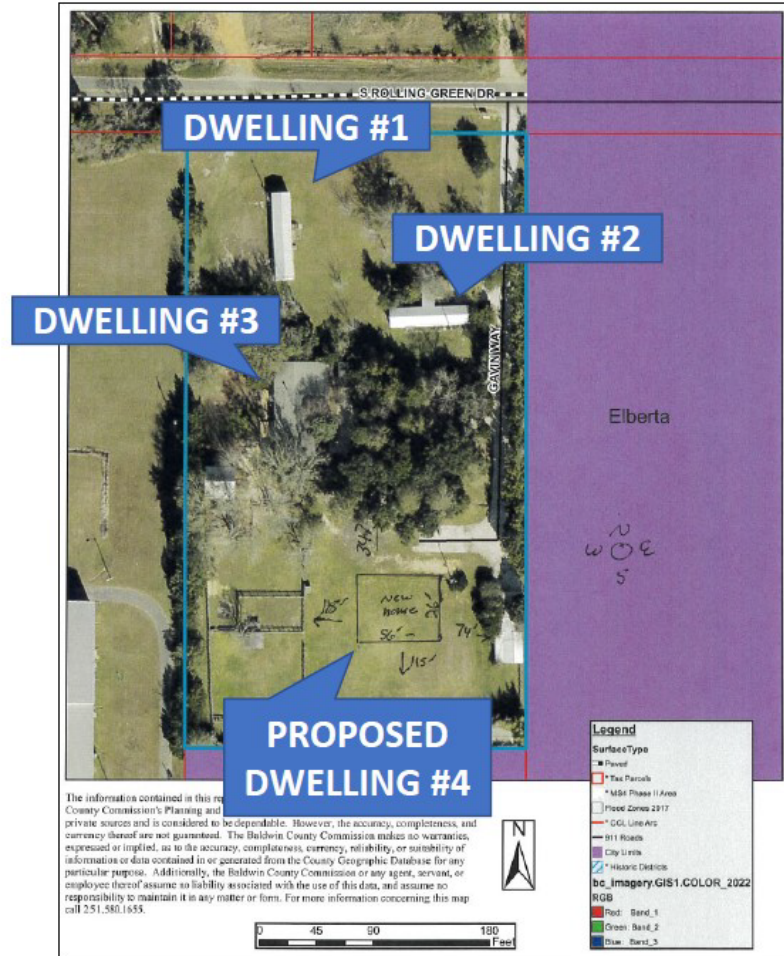 S ROLLING GREEN DR
DWELLING #1
DWELLING #2
DWELLING #3
GAVIN WAY
Elberta
N
W E
S
New
house
56'
26'
74'
115'
PROPOSED
DWELLING #4
The information contained in this
County Commission's Planning and
private sources and is considered to be dependable. However, the accuracy, completeness, and
currency thereof are not guaranteed. The Baldwin County Commission makes no warranties,
expressed or implied, as to the accuracy, completeness, currency, reliability, or suitability of
information or data contained in or generated from the County Geographic Database for any
particular purpose. Additionally, the Baldwin County Commission or any agent, servant, or
employee thereof assume no liability associated with the use of this data, and assume no
responsibility to maintain it in any matter or form. For more information concerning this map
call 251.580.1655.
N
0 45 90 180
Feet
Legend
SurfaceType
Paved
* Tax Parcels
* MS4 Phase II Area
Flood Zones 2017
* COL Line Arc
911 Roads
City Limits
* Historic Districts
bc_imagery.GIS1.COLOR_2022
RGB
Red: Band_1
Green: Band_2
Blue: Band_3